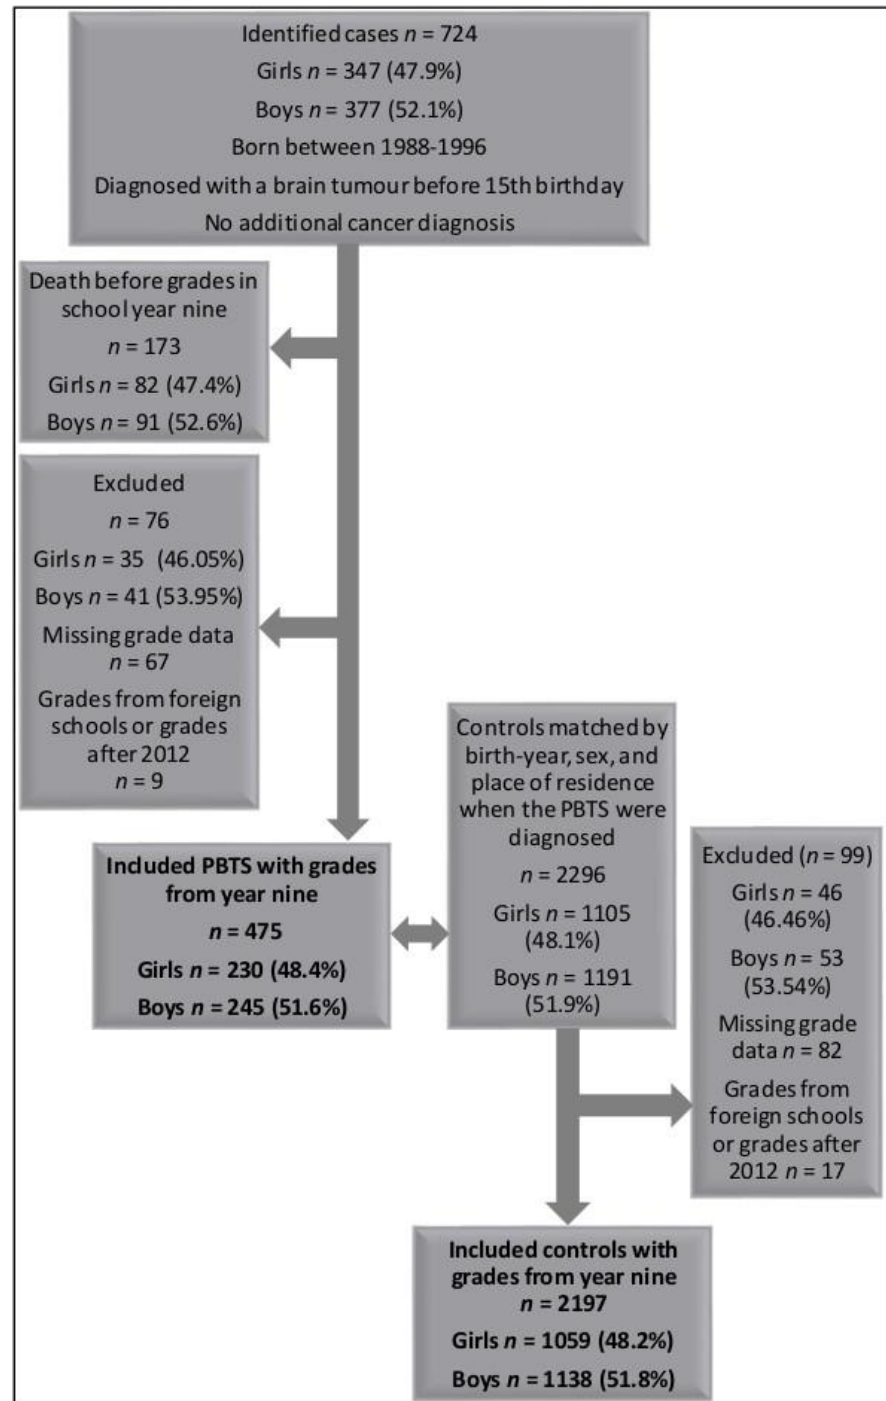 Identified cases n = 724
Girls n = 347 (47.9%)
Boys n = 377 (52.1%)
Born between 1988-1996
Diagnosed with a brain tumour before 15th birthday
No additional cancer diagnosis
Death before grades in
school year nine
n = 173
Girls n = 82 (47.4%)
Boys n = 91 (52.6%)
Excluded
n = 76
Girls n = 35 (46.05%)
Boys n = 41 (53.95%)
Missing grade data
n = 67
Grades from foreign
schools or grades
after 2012
n = 9
Included PBTS with grades
from year nine
n = 475
Girls n = 230 (48.4%)
Boys n = 245 (51.6%)
Controls matched by
birth-year, sex, and
place of residence
when the PBTS were
diagnosed
n = 2296
Girls n = 1105
(48.1%)
Boys n = 1191
(51.9%)
Excluded (n = 99)
Girls n = 46
(46.46%)
Boys n = 53
(53.54%)
Missing grade
data n = 82
Grades from
foreign schools
or grades after
2012 n = 17
Included controls with
grades from year nine
n = 2197
Girls n = 1059 (48.2%)
Boys n = 1138 (51.8%)